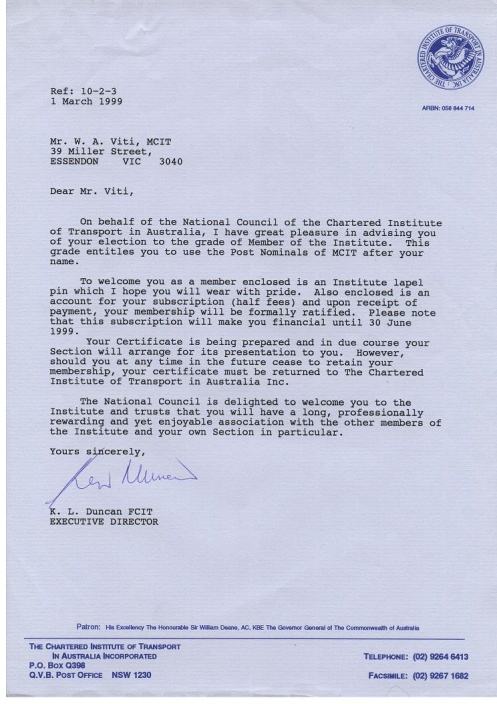 THE CHARTERED INSTITUTE OF TRANSPORT IN AUSTRALIA INC.
ARBN: 058 644 714
Ref: 10-2-3
1 March 1999
Mr. W. A. Viti, MCIT
39 Miller Street,
ESSENDON VIC 3040
Dear Mr. Viti,
On behalf of the National Council of the Chartered Institute
of Transport in Australia, I have great pleasure in advising you
of your election to the grade of Member of the Institute. This
grade entitles you to use the Post Nominals of MCIT after your
name.
To welcome you as a member enclosed is an Institute lapel
pin which I hope you will wear with pride. Also enclosed is an
account for your subscription (half fees) and upon receipt of
payment, your membership will be formally ratified. Please note
that this subscription will make you financial until 30 June
1999.
Your Certificate is being prepared and in due course your
Section will arrange for its presentation to you. However,
should you at any time in the future cease to retain your
membership, your certificate must be returned to The Chartered
Institute of Transport in Australia Inc.
The National Council is delighted to welcome you to the
Institute and trusts that you will have a long, professionally
rewarding and yet enjoyable association with the other members of
the Institute and your own Section in particular.
Yours sincerely,
Ken Duncan
K. L. Duncan FCIT
EXECUTIVE DIRECTOR
Patron: His Excellency The Honourable Sir William Deane, AC, KBE The Governor General of The Commonwealth of Australia
THE CHARTERED INSTITUTE OF TRANSPORT
IN AUSTRALIA INCORPORATED
P.O. Box Q398
Q.V.B. POST OFFICE NSW 1230
TELEPHONE: (02) 9264 6413
FACSIMILE: (02) 9267 1682